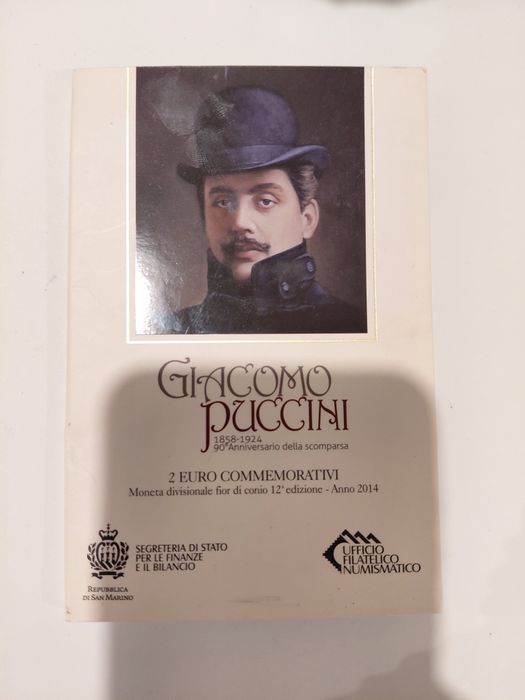 GIACOMO
PUCCINI
1858-1924
90°Anniversario della scomparsa
2 EURO COMMEMORATIVI
Moneta divisionale fior di conio 12ª edizione - Anno 2014
SEGRETERIA DI STATO
PER LE FINANZE
E IL BILANCIO
REPUBBLICA
DI SAN MARINO
UFFICIO
FILATELICO
NUMISMATICO